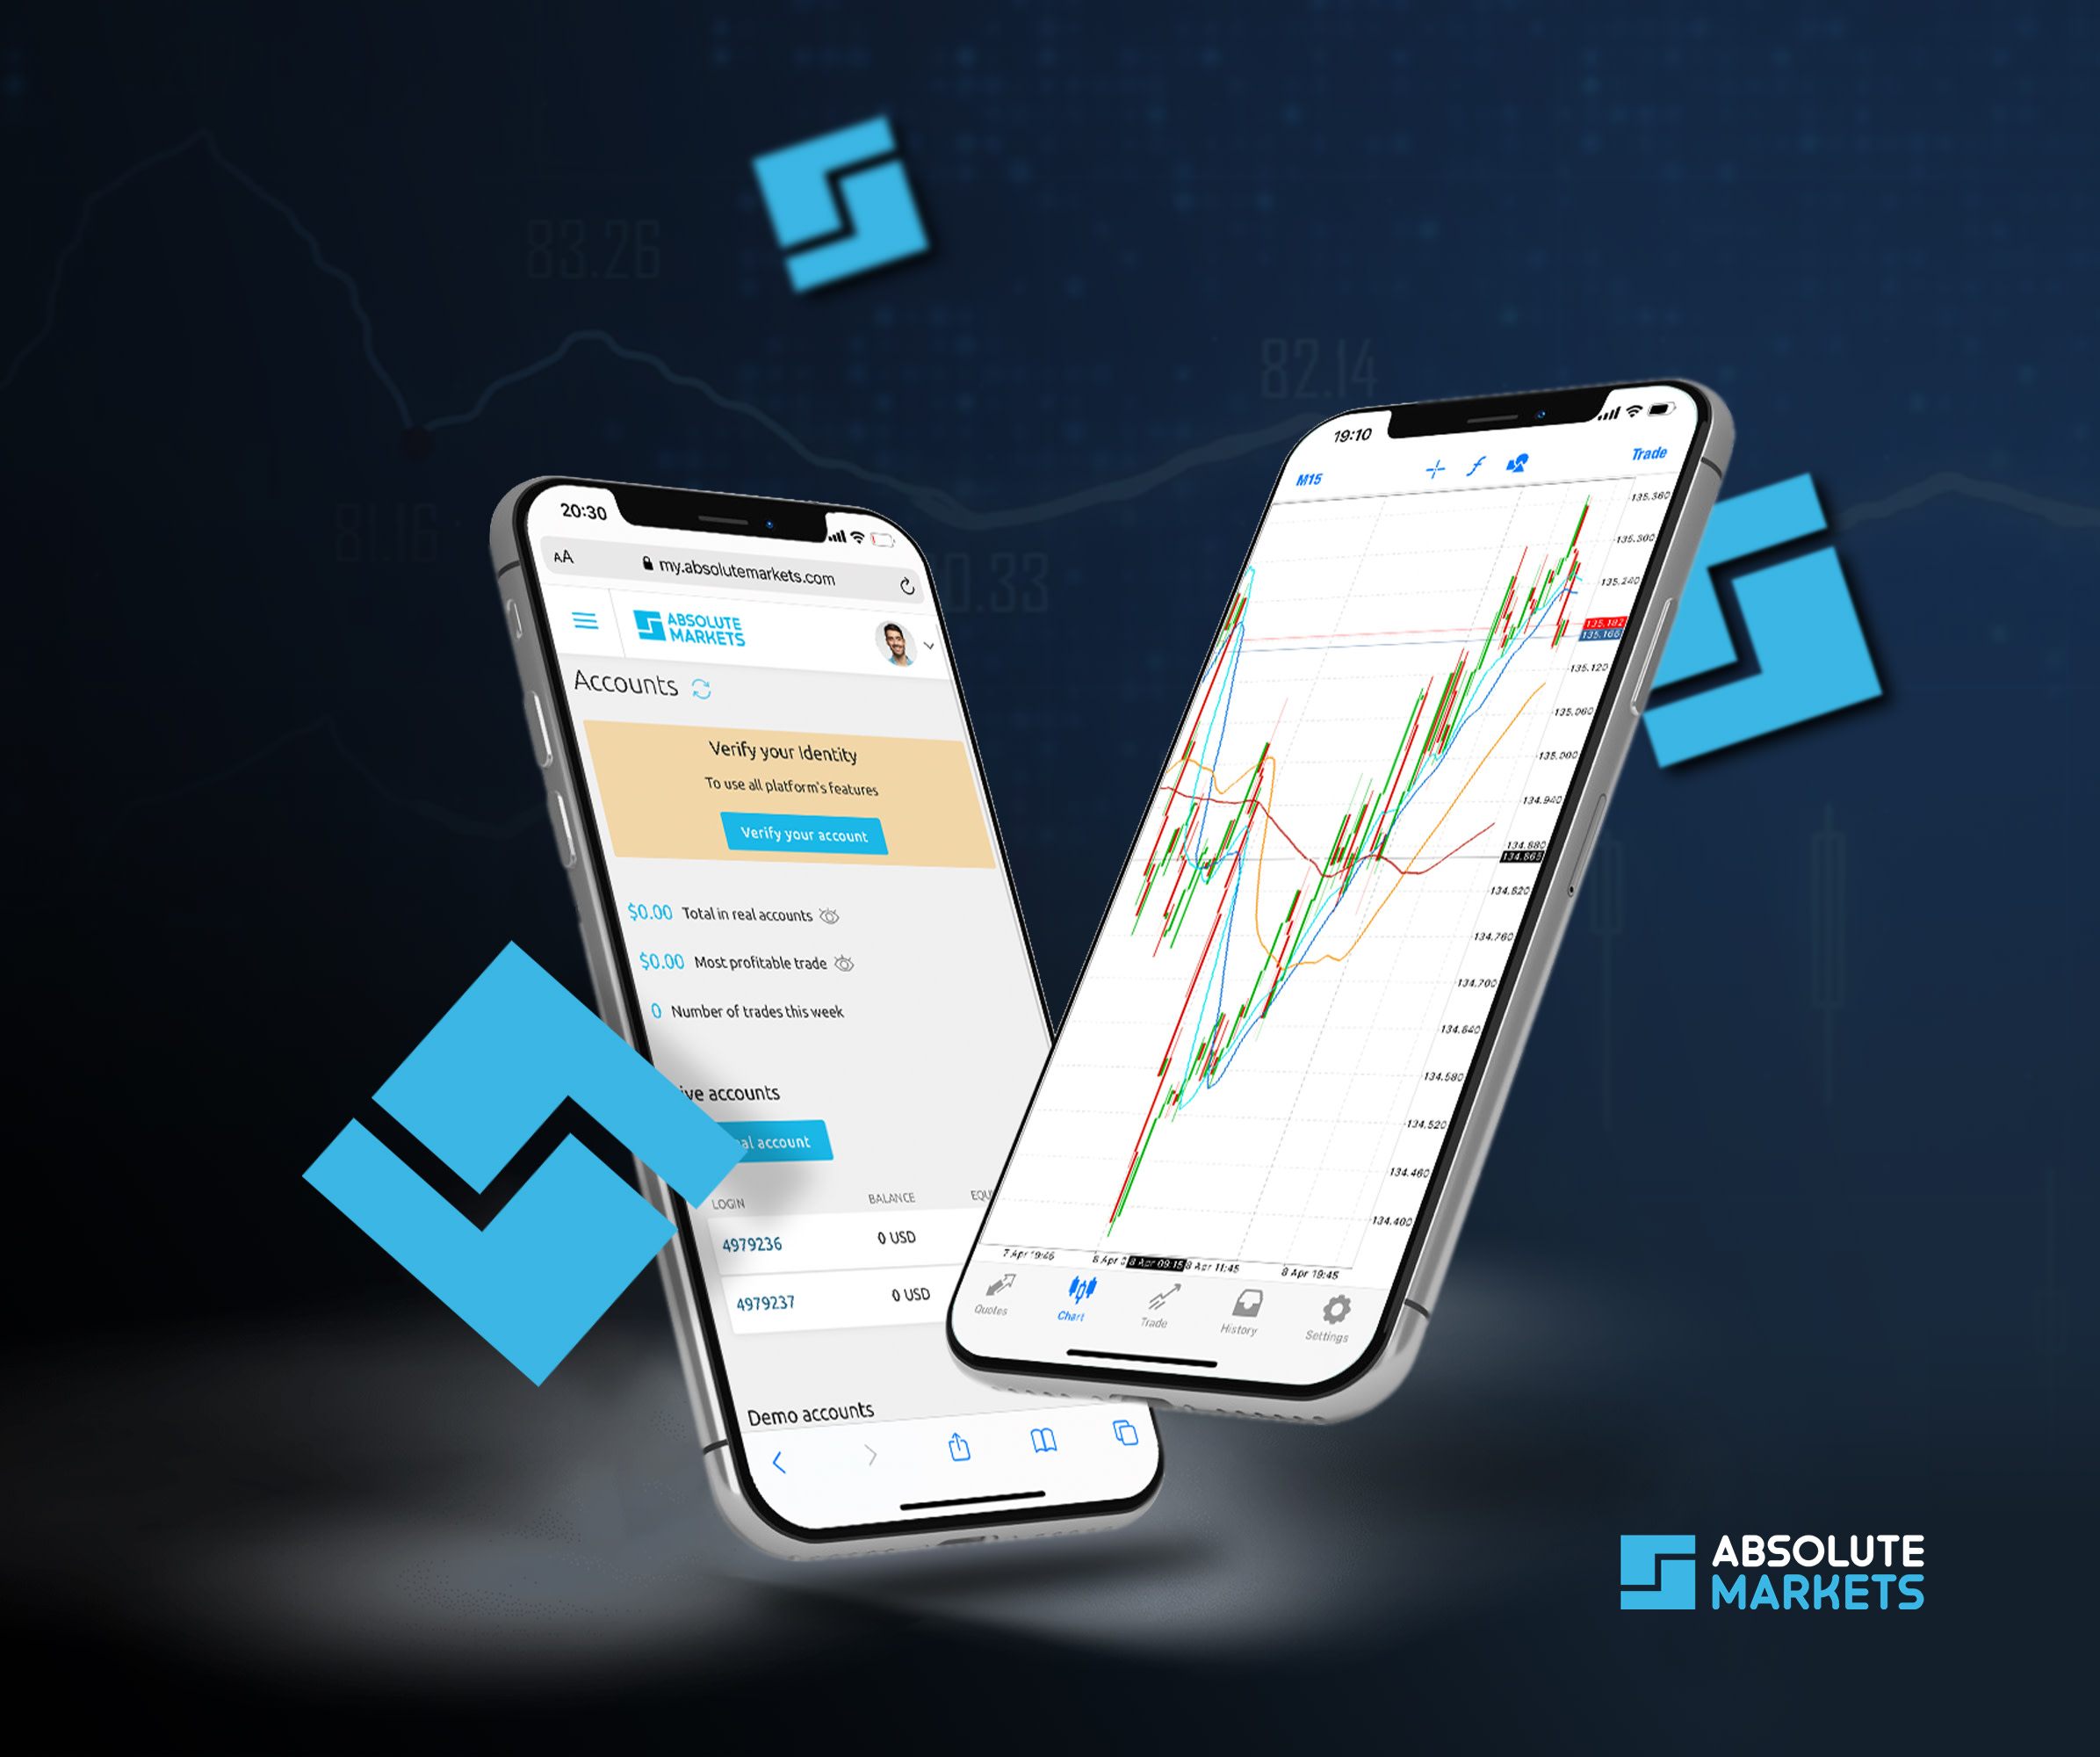 83.26
82.14
81.16
0.33
20:30
AA
my.absolutemarkets.com
ABSOLUTE
MARKETS
Accounts
Verify your Identity
To use all platform's features
Verify your account
$0.00 Total in real accounts
$0.00 Most profitable trade
0 Number of trades this week
ive accounts
eal account
LOGIN BALANCE EQU
4979236 0 USD
4979237 0 USD
Demo accounts
19:10
M15
Trade
135.360
135.300
135.240
135.182
135.166
135.120
135.060
135.000
134.940
134.880
134.865
134.820
134.760
134.700
134.640
134.580
134.520
134.460
134.400
7 Apr 19:46 8 Apr 0 8 Apr 09:15 8 Apr 11:45 8 Apr 19:45
Quotes Chart Trade History Settings
ABSOLUTE
MARKETS